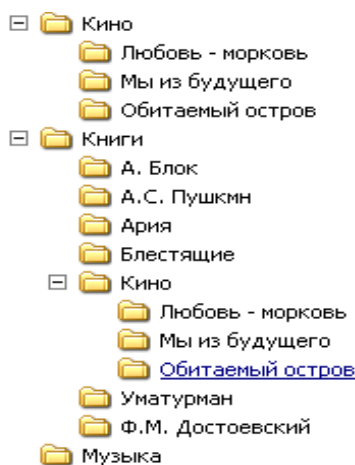 Кино
Любовь - морковь
Мы из будущего
Обитаемый остров
Книги
А. Блок
А.С. Пушкин
Ария
Блестящие
Кино
Любовь - морковь
Мы из будущего
Обитаемый остров
Уматурман
Ф.М. Достоевский
Музыка